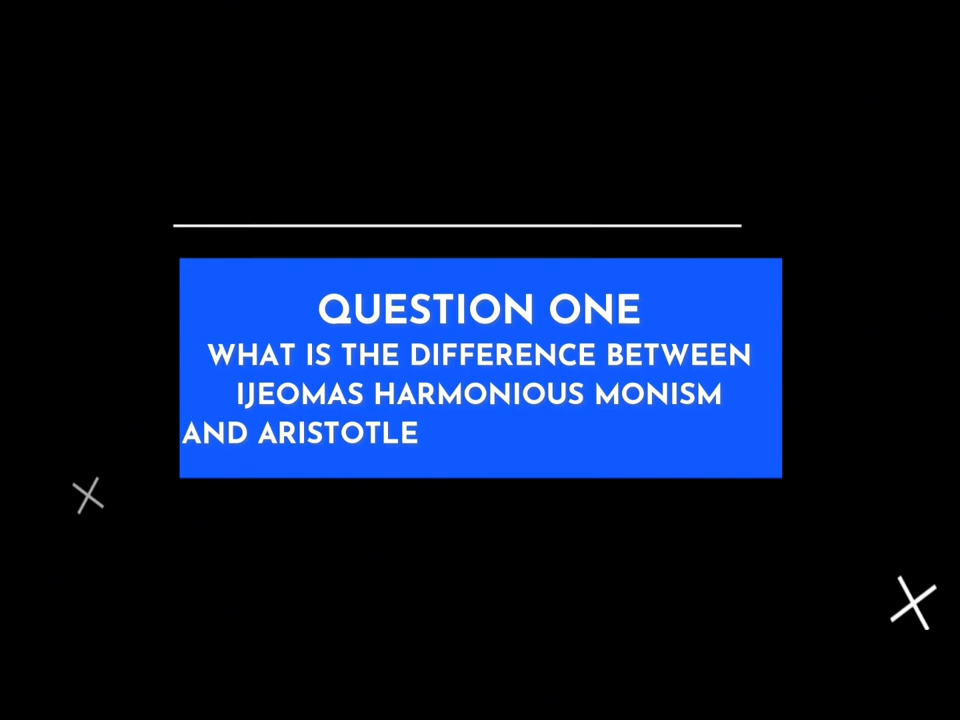 QUESTION ONE
WHAT IS THE DIFFERENCE BETWEEN
IJEOMAS HARMONIOUS MONISM
AND ARISTOTLE